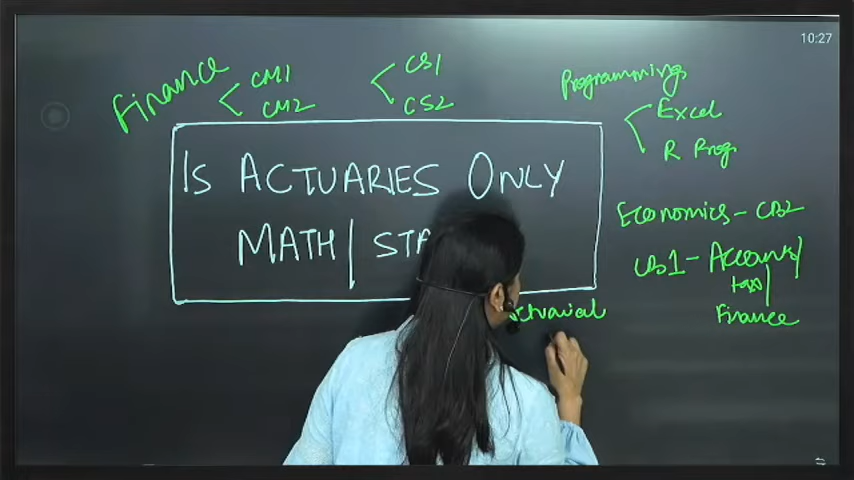 10:27
Finance
CM1
CM2
CS1
CS2
Programming
Excel
R Prog.
IS ACTUARIES ONLY
MATH| STA
Economics - CB2
CB1 - Accounts/
tax|
Finance
ctuarial